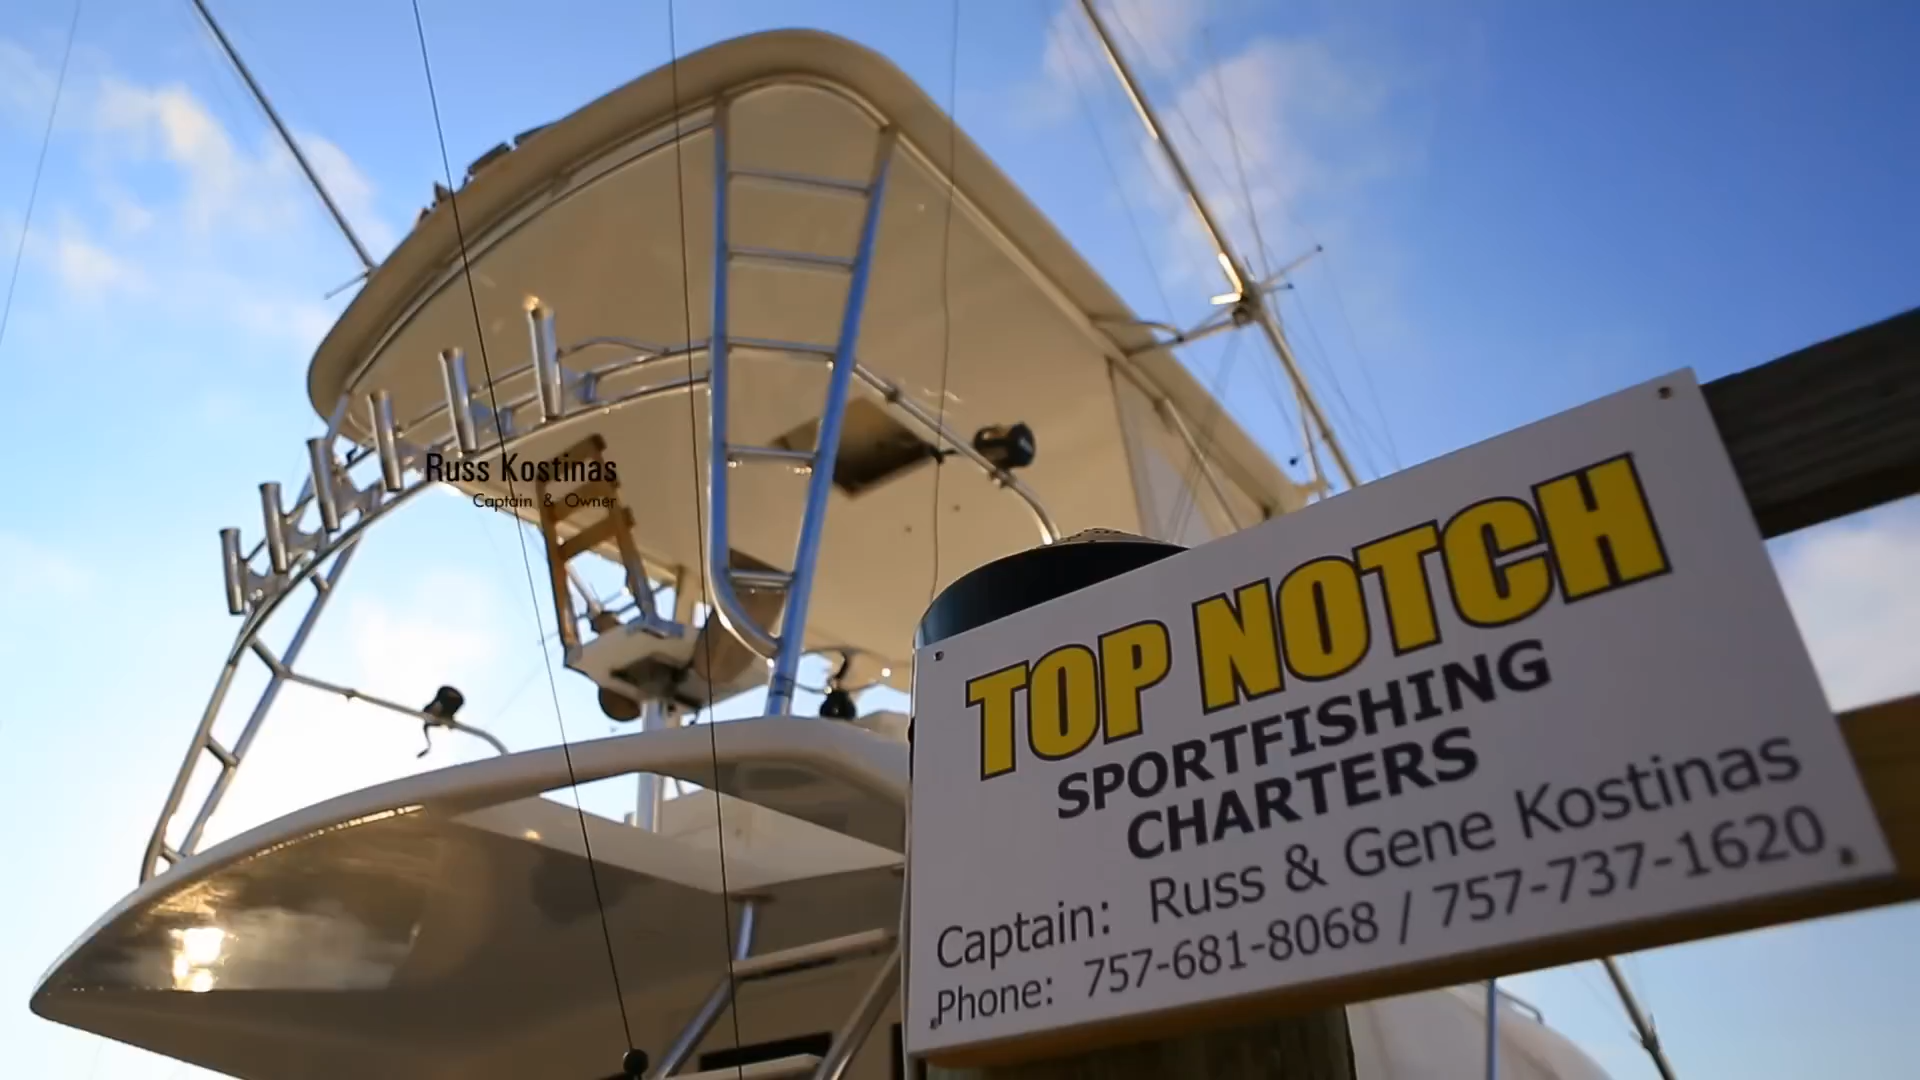 Russ Kostinas
Captain & Owner
TOP NOTCH
SPORTFISHING
CHARTERS
Captain: Russ & Gene Kostinas
Phone: 757-681-8068 / 757-737-1620